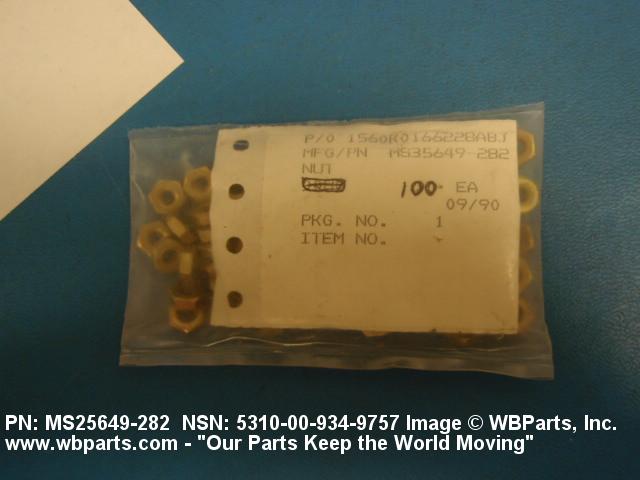 P/O 1560R0166228ABJ
MFG/PN MS35649-282
NUT
100 EA
09/90
PKG. NO. 1
ITEM NO.
PN: MS25649-282 NSN: 5310-00-934-9757 Image © WBParts, Inc.
www.wbparts.com - "Our Parts Keep the World Moving"